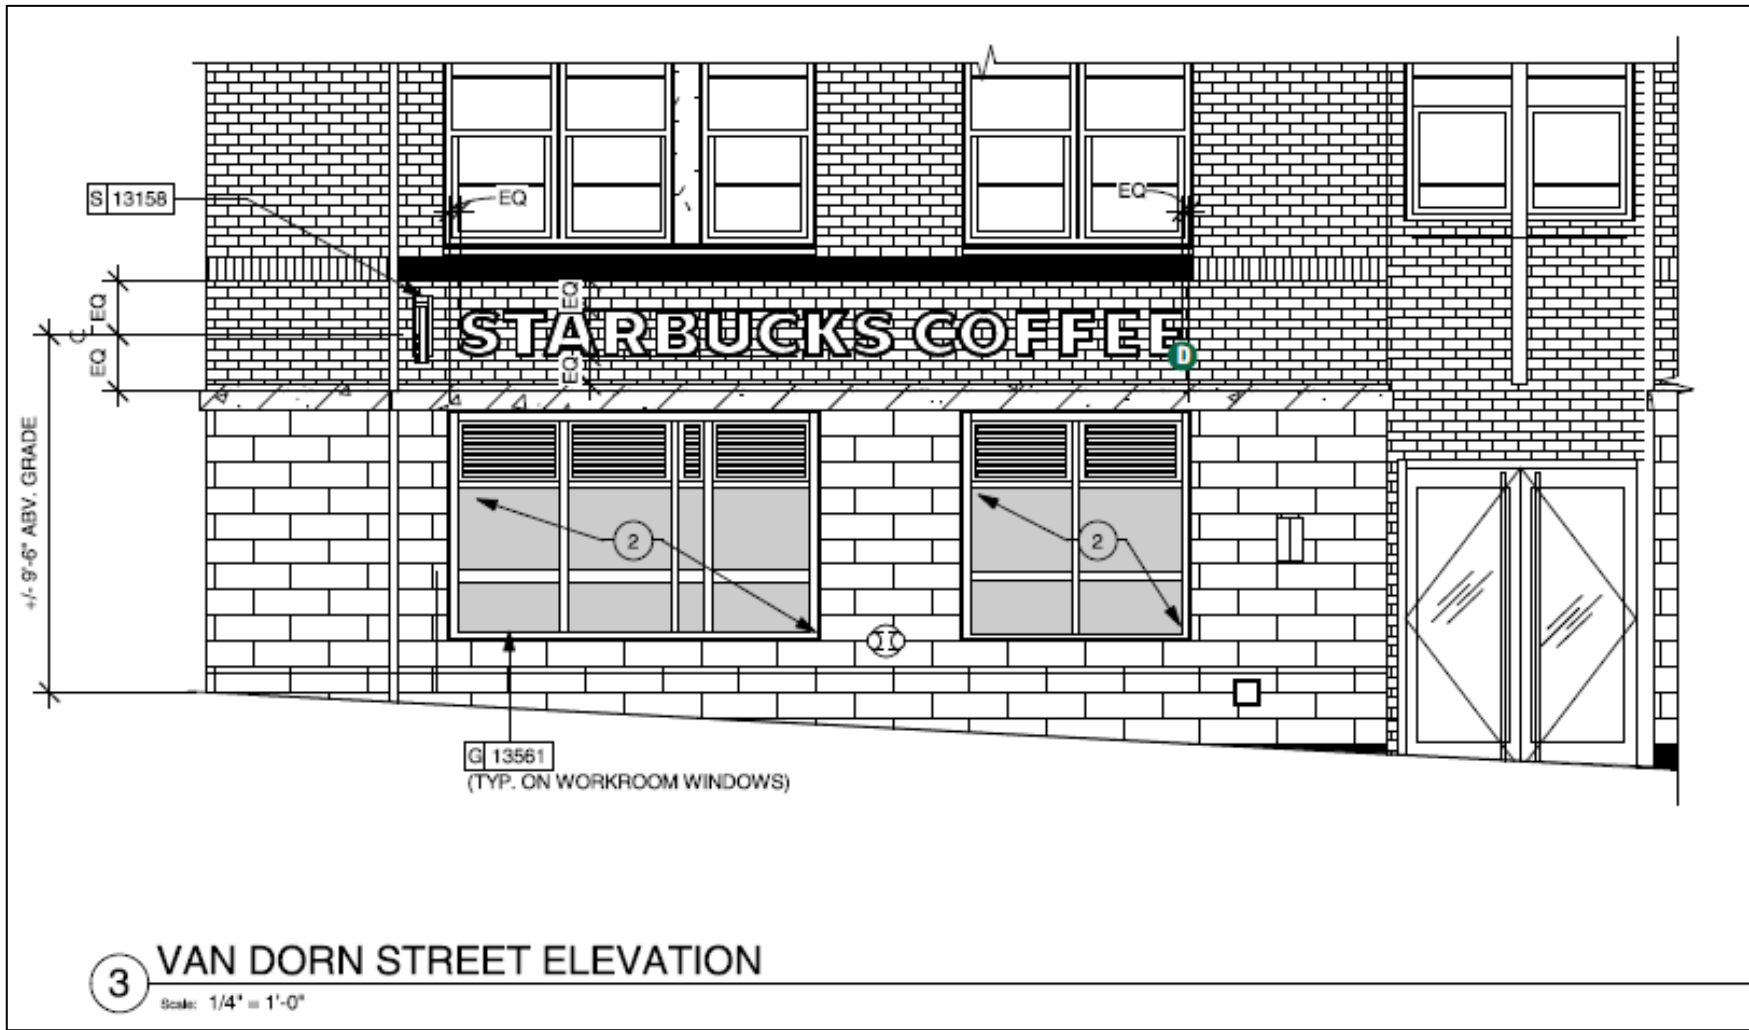 S 13158
EQ
EQ
EQ
EQ
STARBUCKS COFFEE
D
EQ
EQ
CL
+/- 9'-6" ABV. GRADE
2
2
G 13561
(TYP. ON WORKROOM WINDOWS)
3 VAN DORN STREET ELEVATION
Scale: 1/4" = 1'-0"